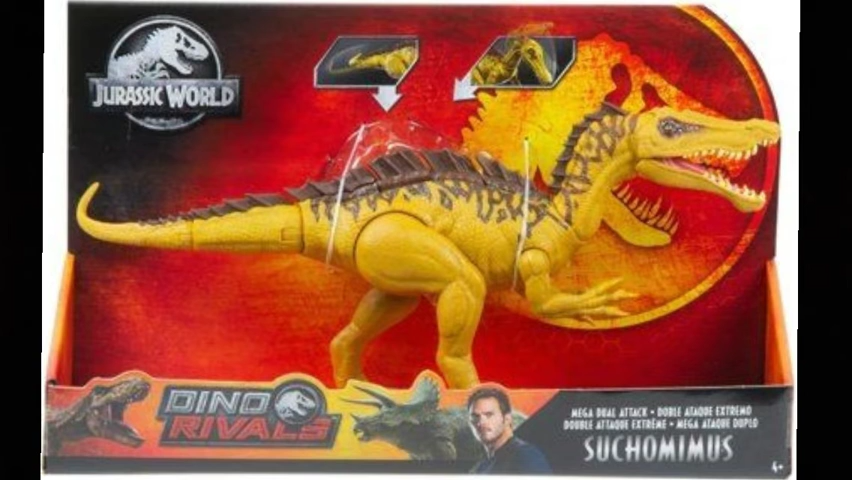 JURASSIC WORLD
DINO
RIVALS
MEGA DUAL ATTACK • DOBLE ATAQUE EXTREMO
DOUBLE ATTAQUE EXTRÊME • MEGA ATAQUE DUPLO
SUCHOMIMUS
4+